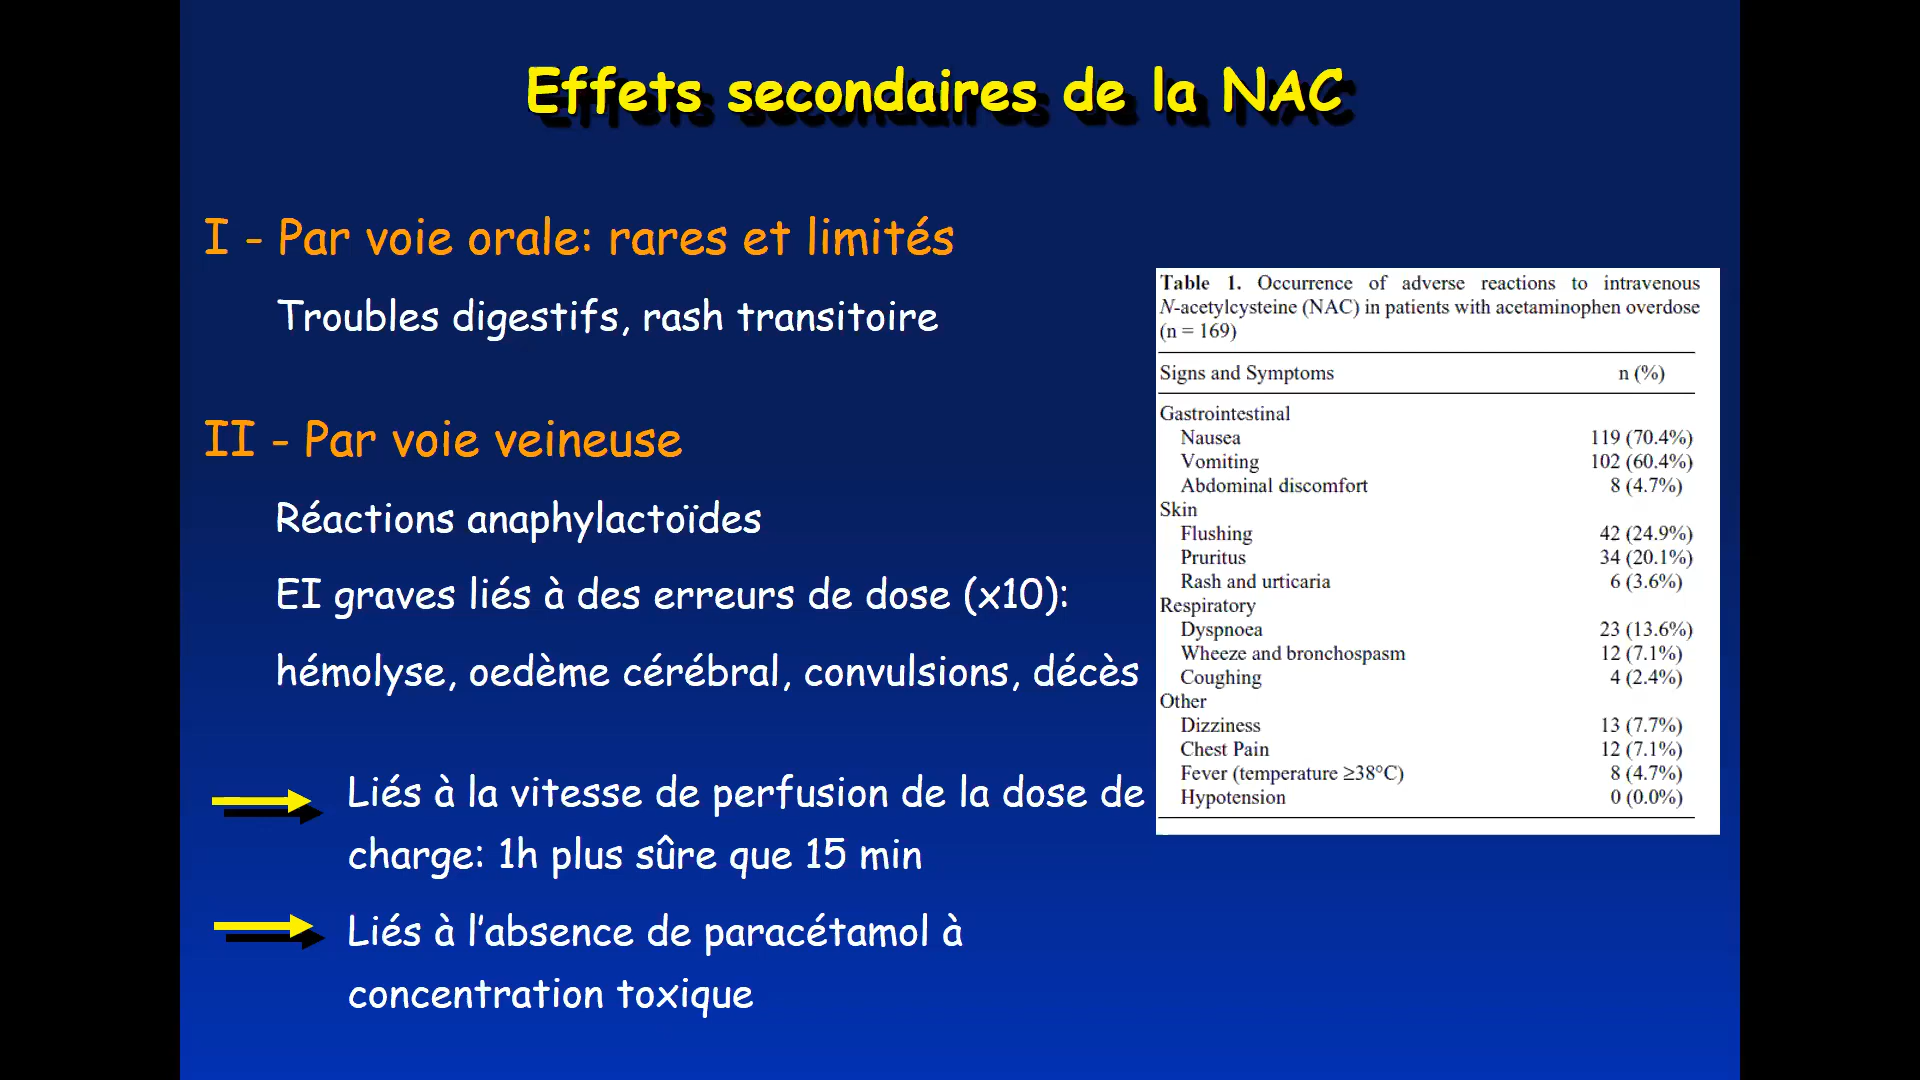 Effets secondaires de la NAC
I - Par voie orale: rares et limités
Troubles digestifs, rash transitoire
II - Par voie veineuse
Réactions anaphylactoïdes
EI graves liés à des erreurs de dose (x10):
hémolyse, oedème cérébral, convulsions, décès
Liés à la vitesse de perfusion de la dose de
charge: 1h plus sûre que 15 min
Liés à l’absence de paracétamol à
concentration toxique
Table 1. Occurrence of adverse reactions to intravenous
N-acetylcysteine (NAC) in patients with acetaminophen overdose
(n = 169)
Signs and Symptoms n (%)
Gastrointestinal
Nausea 119 (70.4%)
Vomiting 102 (60.4%)
Abdominal discomfort 8 (4.7%)
Skin
Flushing 42 (24.9%)
Pruritus 34 (20.1%)
Rash and urticaria 6 (3.6%)
Respiratory
Dyspnoea 23 (13.6%)
Wheeze and bronchospasm 12 (7.1%)
Coughing 4 (2.4%)
Other
Dizziness 13 (7.7%)
Chest Pain 12 (7.1%)
Fever (temperature ≥38°C) 8 (4.7%)
Hypotension 0 (0.0%)